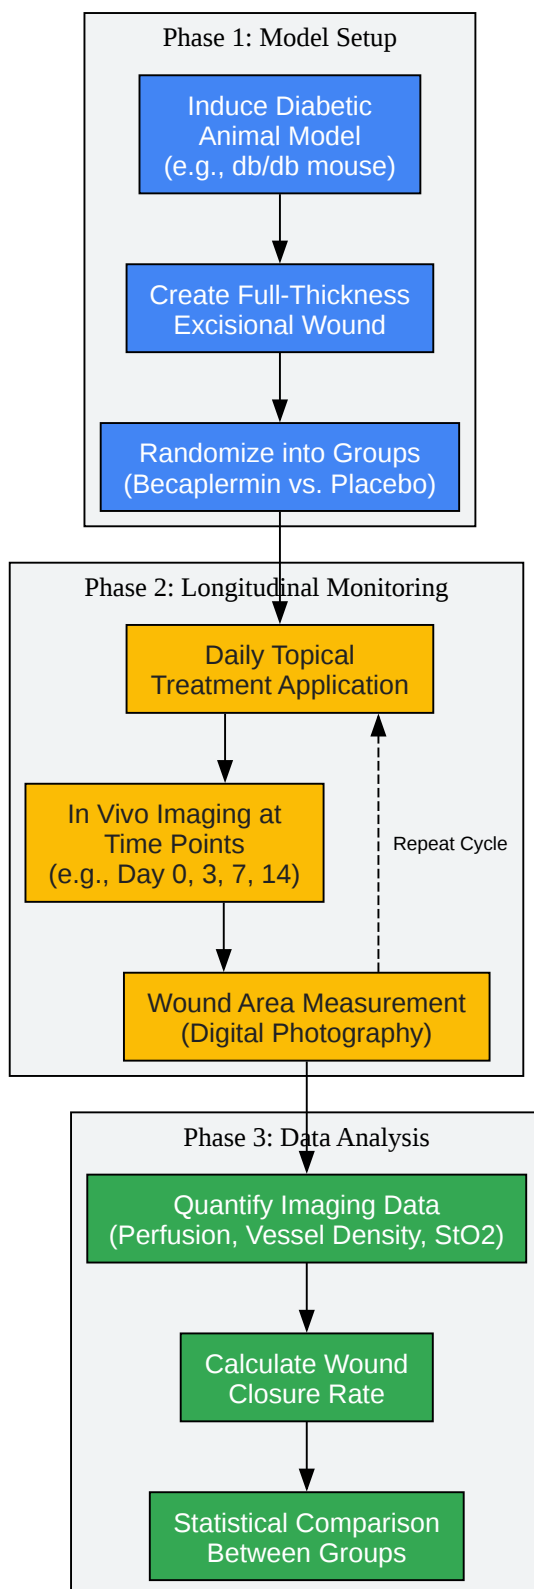 Phase 1: Model Setup
Induce Diabetic
Animal Model
(e.g., db/db mouse)
Create Full-Thickness
Excisional Wound
Randomize into Groups
(Becaplermin vs. Placebo)
Phase 2: Longitudinal Monitoring
Daily Topical
Treatment Application
In Vivo Imaging at
Time Points
(e.g., Day 0, 3, 7, 14)
Repeat Cycle
Wound Area Measurement
(Digital Photography)
Phase 3: Data Analysis
Quantify Imaging Data
(Perfusion, Vessel Density, StO2)
Calculate Wound
Closure Rate
Statistical Comparison
Between Groups